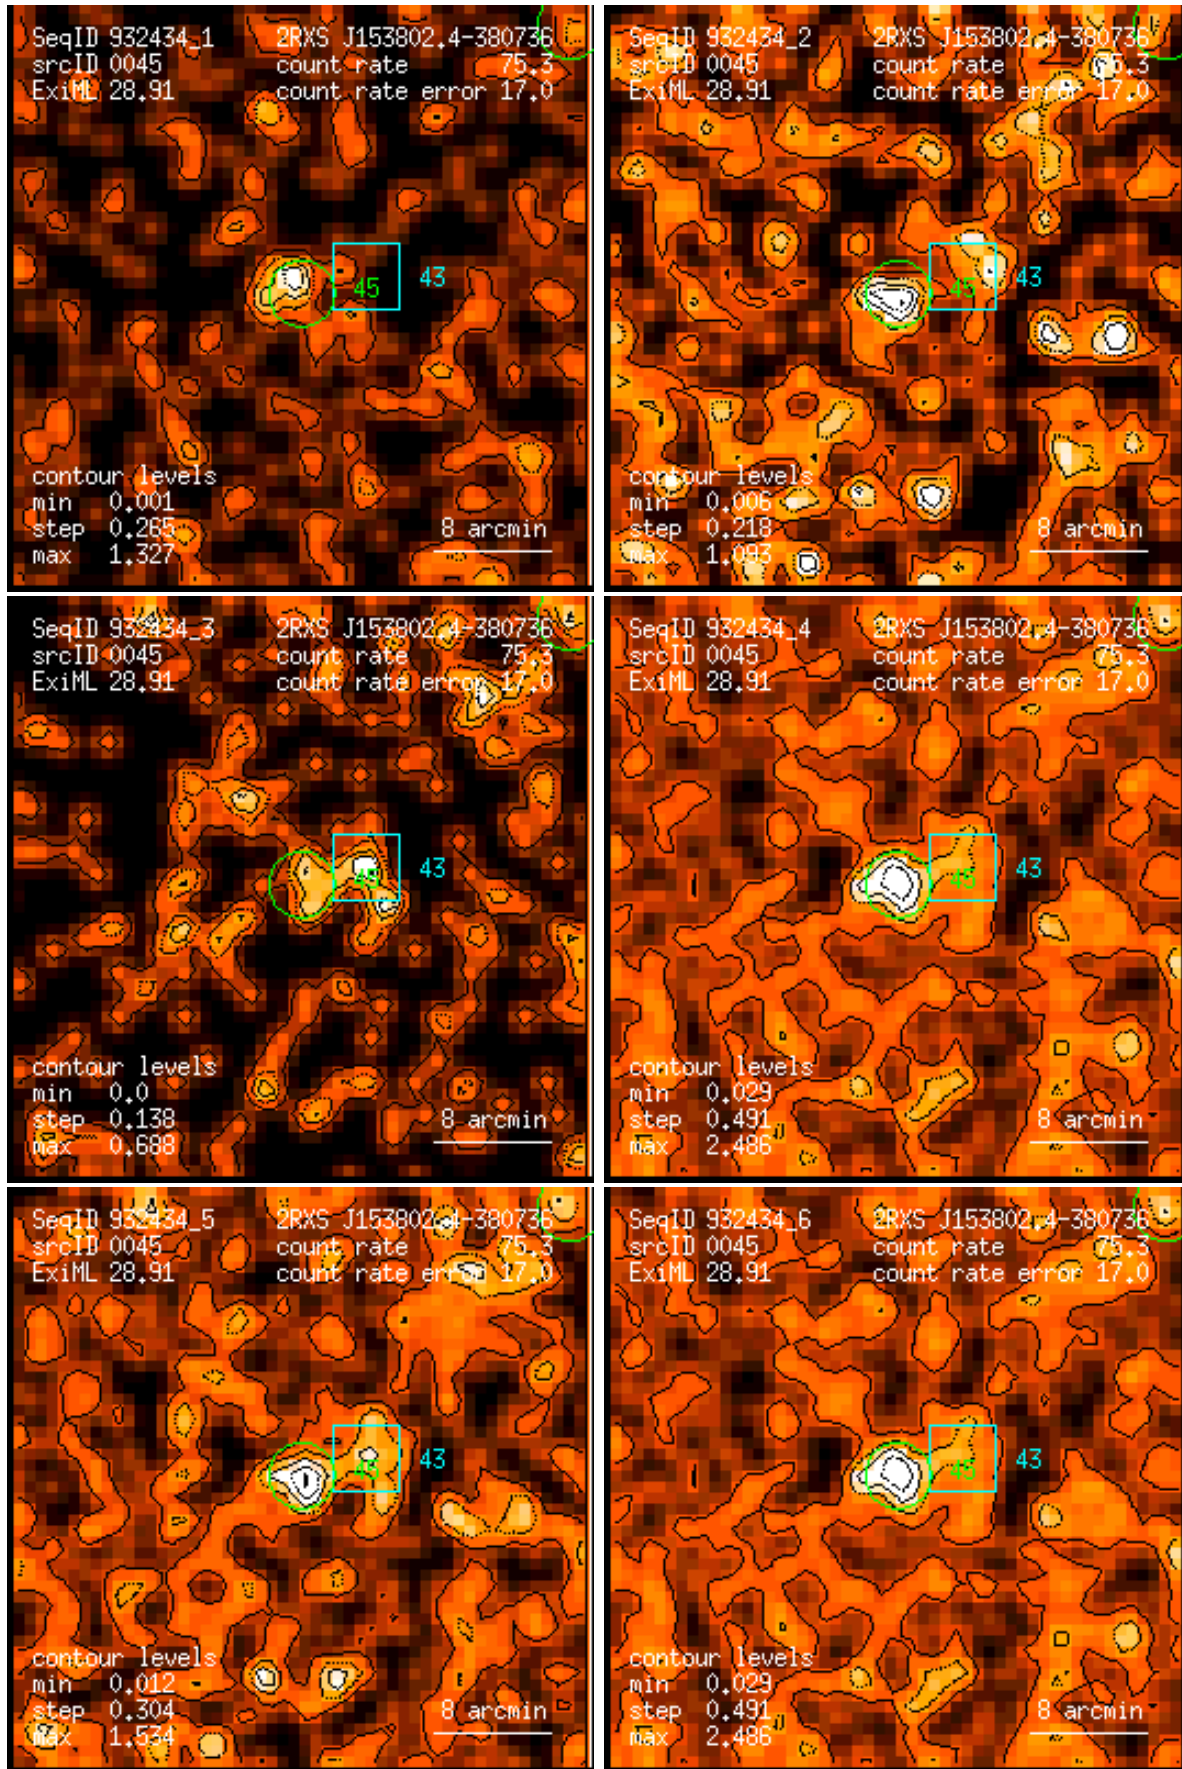 SeqID 932434_1 2RXS J153802.4-380736
srcID 0045 count rate 75.3
ExiML 28.91 count rate error 17.0
43
45
contour levels
min 0.001
step 0.265
max 1.327
8 arcmin
SeqID 932434_2 2RXS J153802.4-380736
srcID 0045 count rate 75.3
ExiML 28.91 count rate error 17.0
43
45
contour levels
min 0.006
step 0.218
max 1.093
8 arcmin
SeqID 932434_3 2RXS J153802.4-380736
srcID 0045 count rate 75.3
ExiML 28.91 count rate error 17.0
43
45
contour levels
min 0.0
step 0.138
max 0.688
8 arcmin
SeqID 932434_4 2RXS J153802.4-380736
srcID 0045 count rate 75.3
ExiML 28.91 count rate error 17.0
43
45
contour levels
min 0.029
step 0.491
max 2.486
8 arcmin
SeqID 932434_5 2RXS J153802.4-380736
srcID 0045 count rate 75.3
ExiML 28.91 count rate error 17.0
43
45
contour levels
min 0.012
step 0.304
max 1.534
8 arcmin
SeqID 932434_6 2RXS J153802.4-380736
srcID 0045 count rate 75.3
ExiML 28.91 count rate error 17.0
43
45
contour levels
min 0.029
step 0.491
max 2.486
8 arcmin